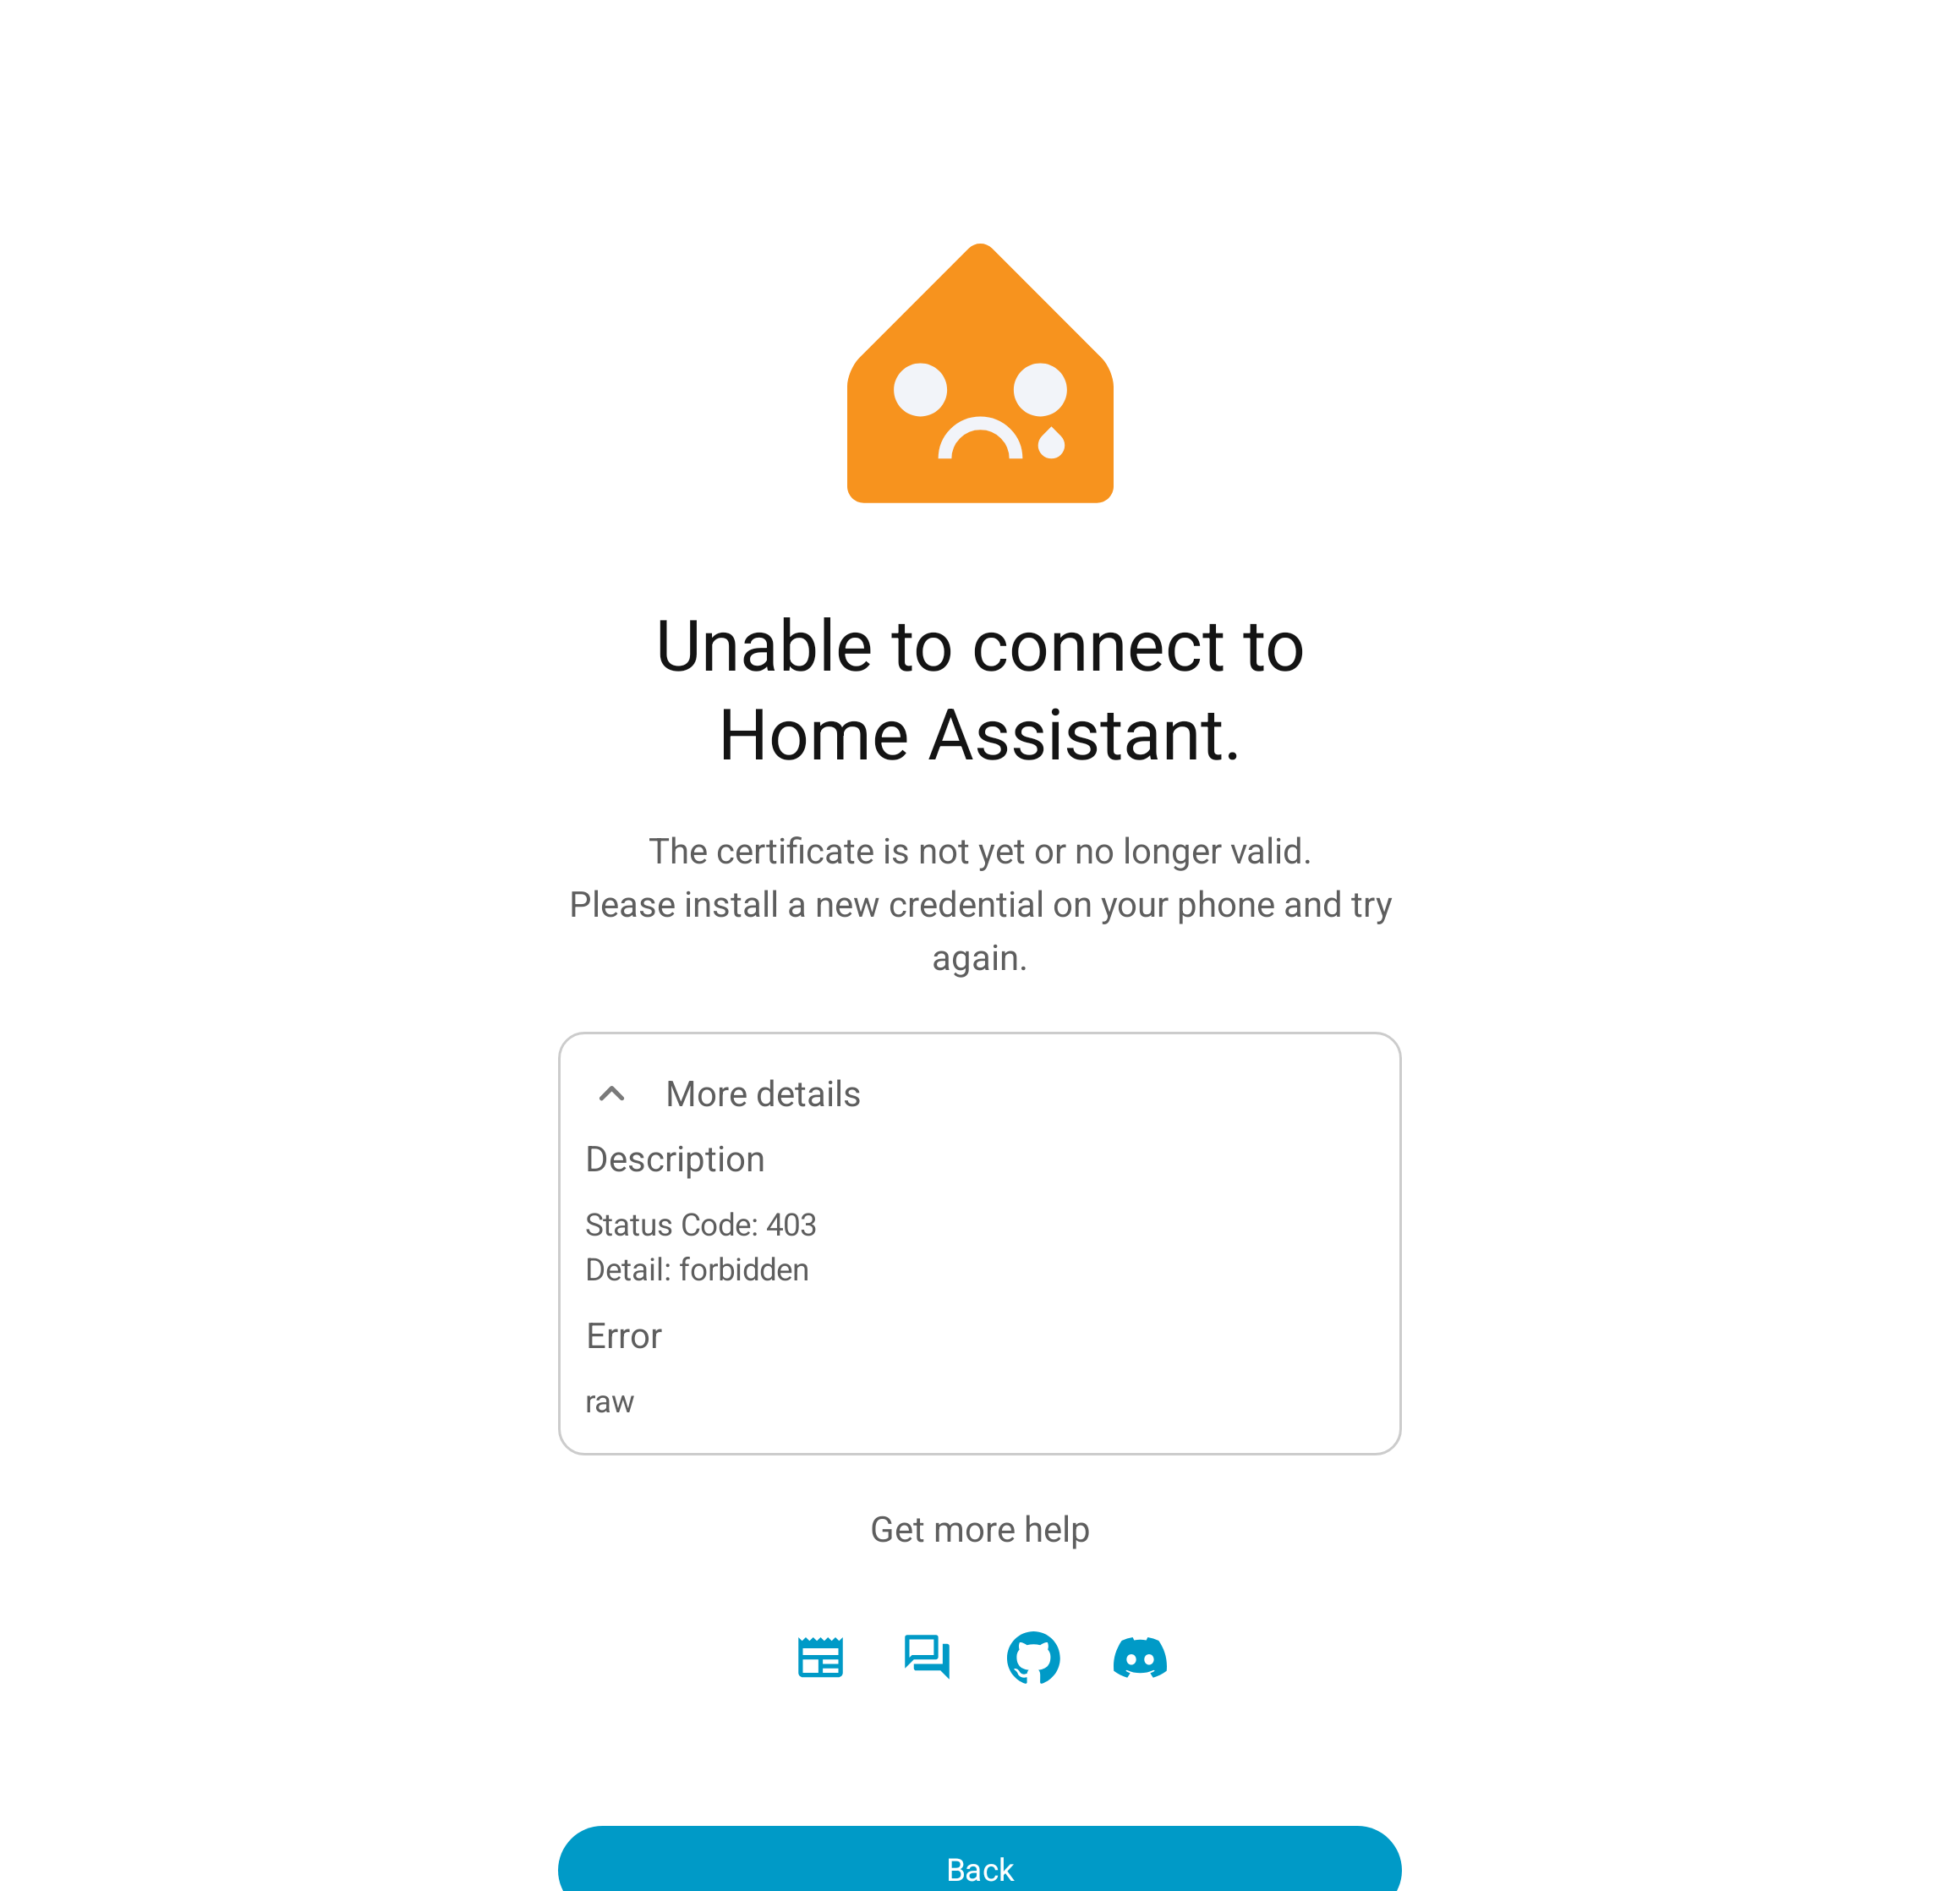 Unable to connect to
Home Assistant.
The certificate is not yet or no longer valid.
Please install a new credential on your phone and try
again.
More details
Description
Status Code: 403
Detail: forbidden
Error
raw
Get more help
Back